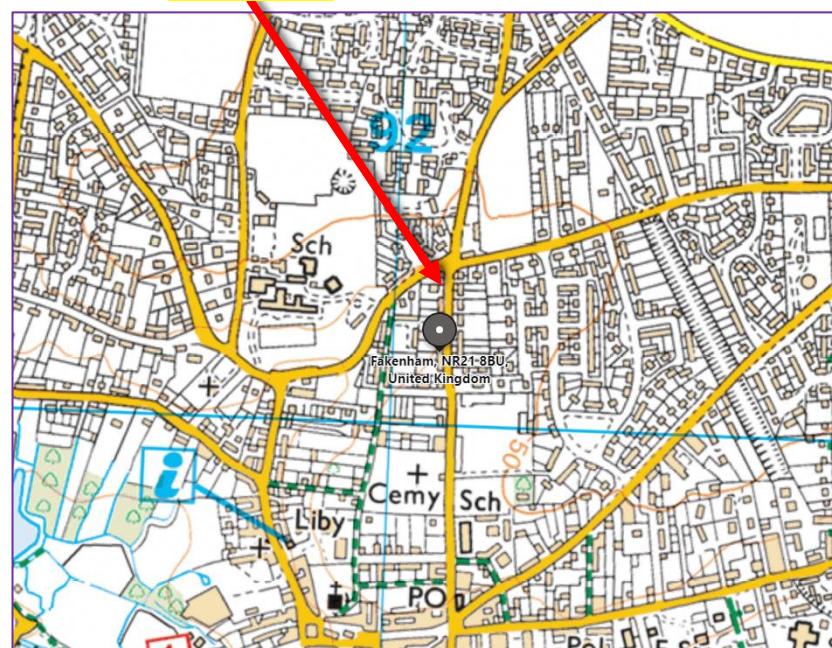 92
Sch
Fakenham, NR21 8BU,
United Kingdom
50
i
Cemy
Sch
Liby
PO